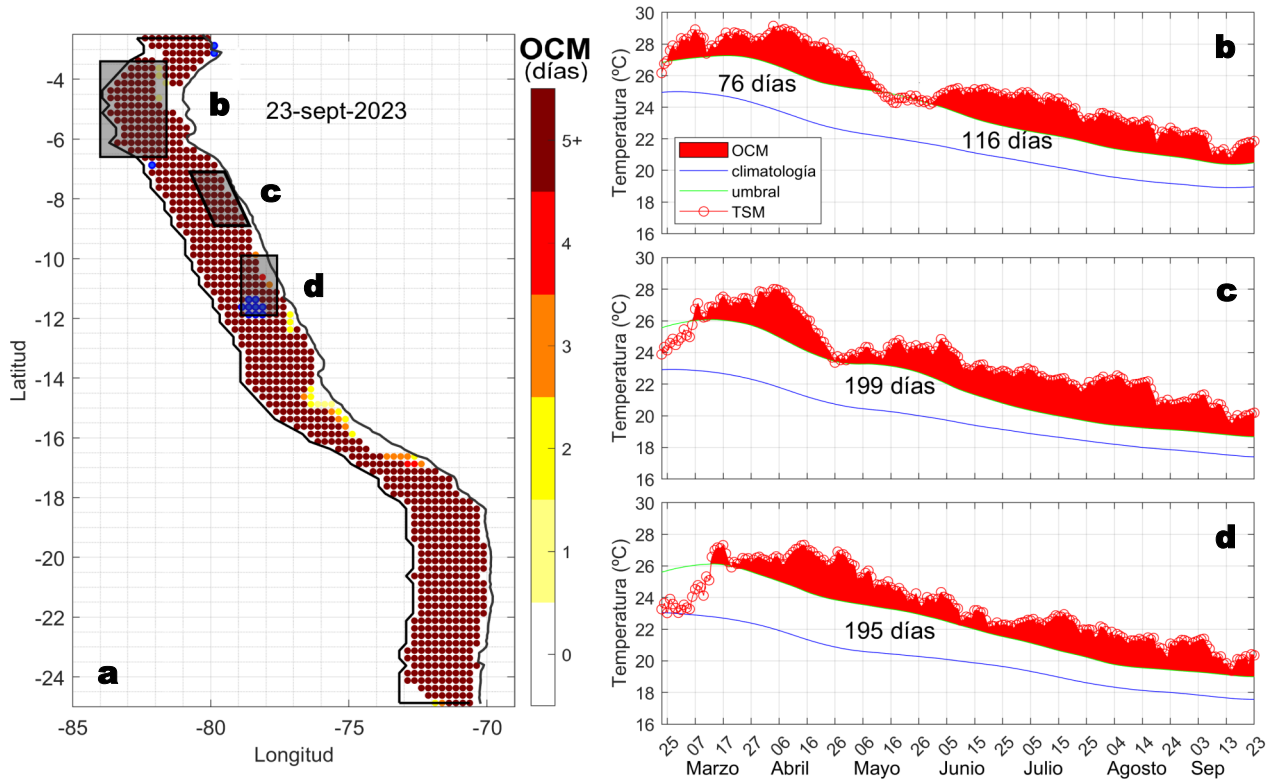 OCM
(días)
23-sept-2023
a
b
c
d
5+
4
3
2
1
0
-4
-6
-8
-10
-12
-14
-16
-18
-20
-22
-24
Latitud
-85
-80
-75
-70
Longitud
b
30
28
26
24
22
20
18
16
Temperatura (ºC)
76 días
116 días
OCM
climatología
umbral
TSM
c
30
28
26
24
22
20
18
16
Temperatura (ºC)
199 días
d
30
28
26
24
22
20
18
16
Temperatura (ºC)
195 días
25 07 17 27 06 16 26 06 16 26 05 15 25 05 15 25 04 14 24 03 13 23
Marzo Abril Mayo Junio Julio Agosto Sep